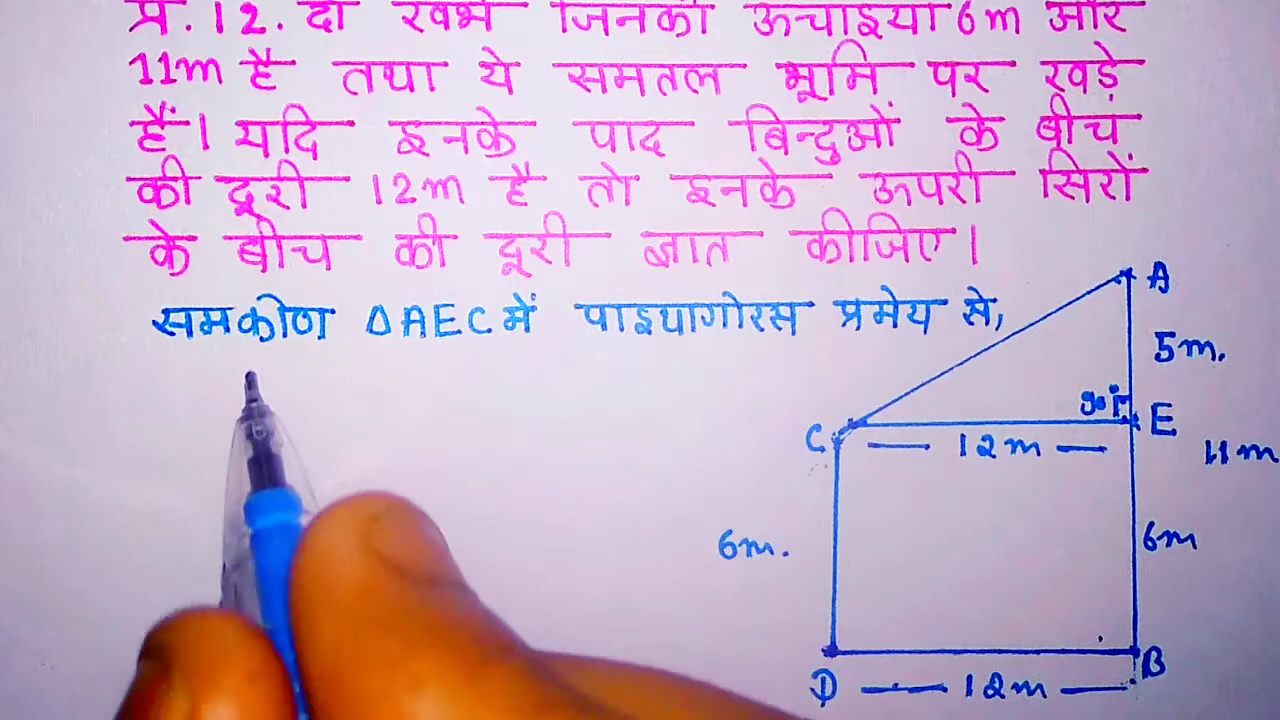 प्र. 12. दो खंभे जिनकी ऊंचाइयां 6m और
11m है तथा ये समतल भूमि पर खड़े
हैं। यदि इनके पाद बिन्दुओं के बीच
की दूरी 12m है तो इनके ऊपरी सिरों
के बीच की दूरी ज्ञात कीजिए।
समकोण ΔAEC में पाइथागोरस प्रमेय से,
A
5m.
90°
E
C
12m
11m
6m.
6m
D
12m
B